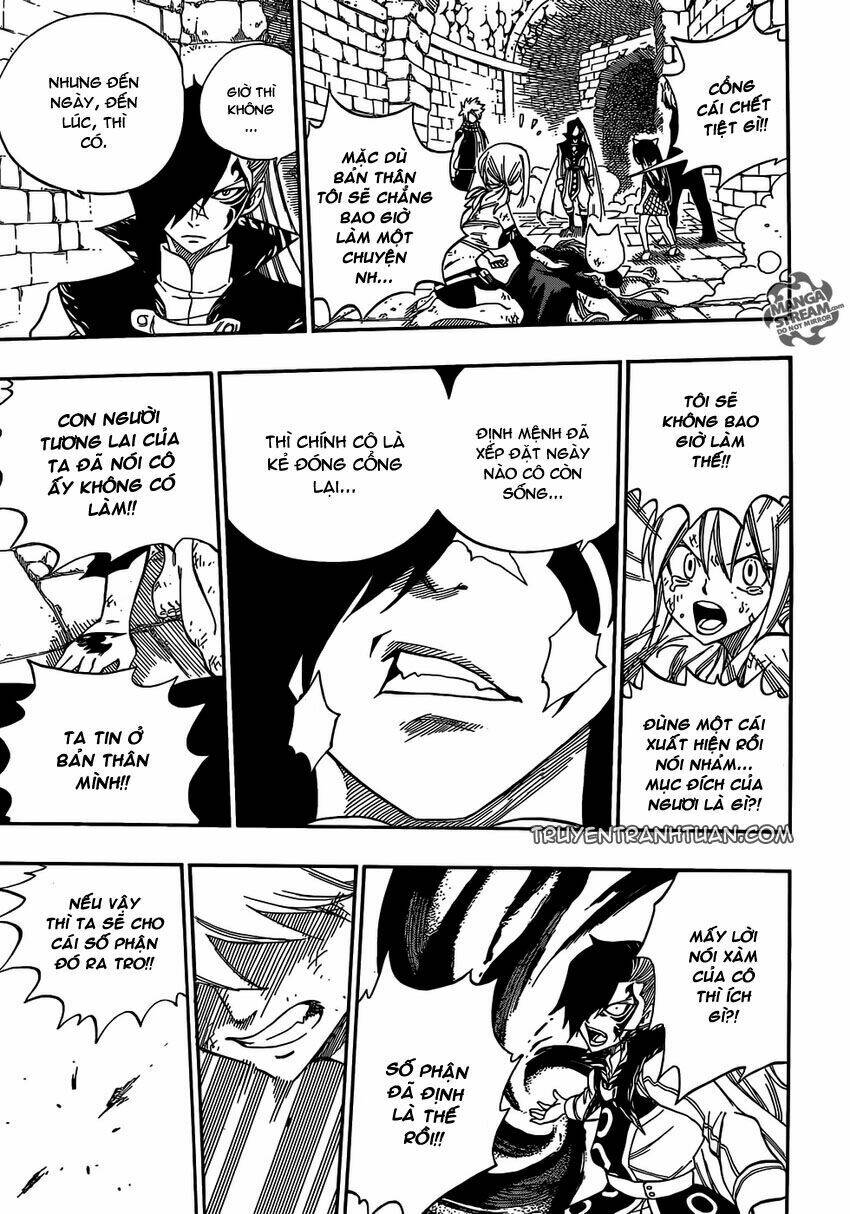 CỔNG
CÁI CHẾT
TIỆT GÌ!!
MẶC DÙ
BẢN THÂN
TÔI SẼ CHẲNG
BAO GIỜ
LÀM MỘT
CHUYỆN
NH...
GIỜ THÌ
KHÔNG
...
NHƯNG ĐẾN
NGÀY, ĐẾN
LÚC, THÌ
CÓ.
MANGA
STREAM.com
DO NOT MIRROR!
TÔI SẼ
KHÔNG BAO
GIỜ LÀM
THẾ!!
ĐÙNG MỘT CÁI
XUẤT HIỆN RỒI
NÓI NHẢM...
MỤC ĐÍCH CỦA
NGƯƠI LÀ GÌ?!
ĐỊNH MỆNH ĐÃ
XẾP ĐẶT NGÀY
NÀO CÔ CÒN
SỐNG...
THÌ CHÍNH CÔ LÀ
KẺ ĐÓNG CỔNG
LẠI...
CON NGƯỜI
TƯƠNG LAI CỦA
TA ĐÃ NÓI CÔ
ẤY KHÔNG CÓ
LÀM!!
TA TIN Ở
BẢN THÂN
MÌNH!!
TRUYENTRANHTUAN.COM
MẤY LỜI
NÓI XÀM
CỦA CÔ
THÌ ÍCH
GÌ?!
SỐ PHẬN
ĐÃ ĐỊNH
LÀ THẾ
RỒI!!
NẾU VẬY
THÌ TA SẼ CHO
CÁI SỐ PHẬN
ĐÓ RA TRO!!